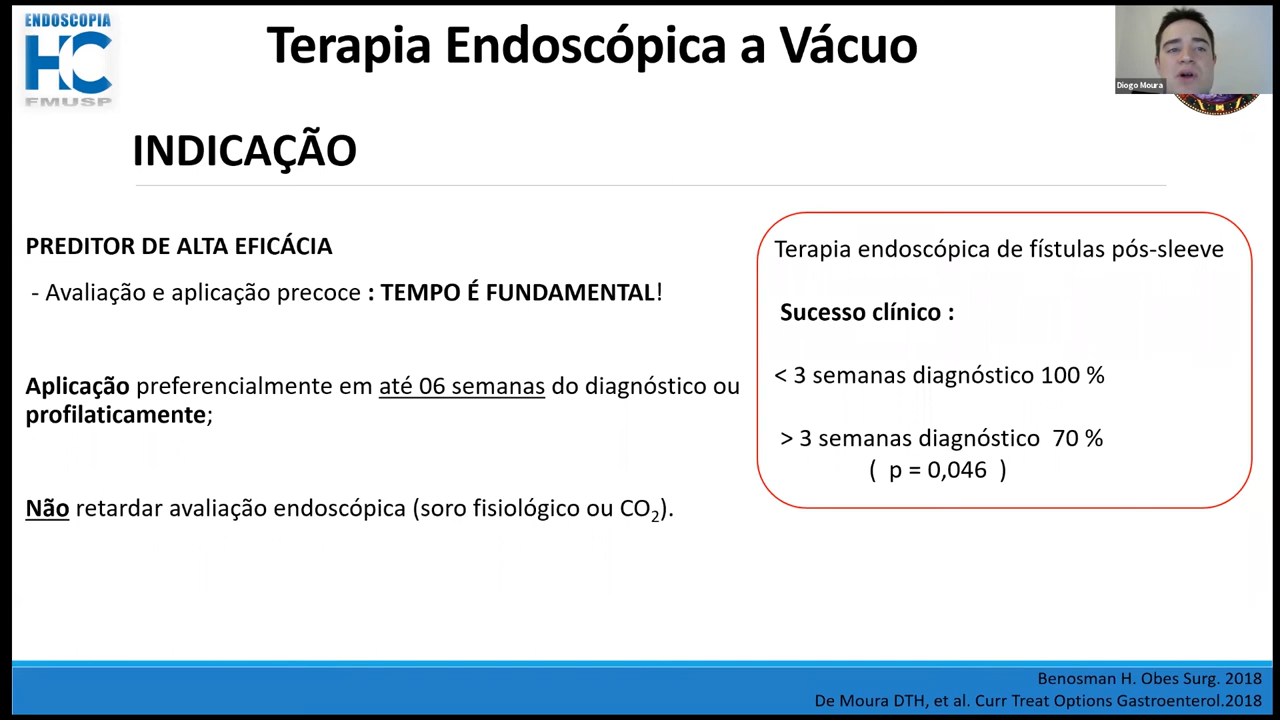 ENDOSCOPIA
HC
FMUSP
Terapia Endoscópica a Vácuo
Diogo Moura
INDICAÇÃO
PREDITOR DE ALTA EFICÁCIA
- Avaliação e aplicação precoce : TEMPO É FUNDAMENTAL!
Aplicação preferencialmente em até 06 semanas do diagnóstico ou
profilaticamente;
Não retardar avaliação endoscópica (soro fisiológico ou CO₂).
Terapia endoscópica de fístulas pós-sleeve
Sucesso clínico :
< 3 semanas diagnóstico 100 %
> 3 semanas diagnóstico 70 %
( p = 0,046 )
Benosman H. Obes Surg. 2018
De Moura DTH, et al. Curr Treat Options Gastroenterol.2018